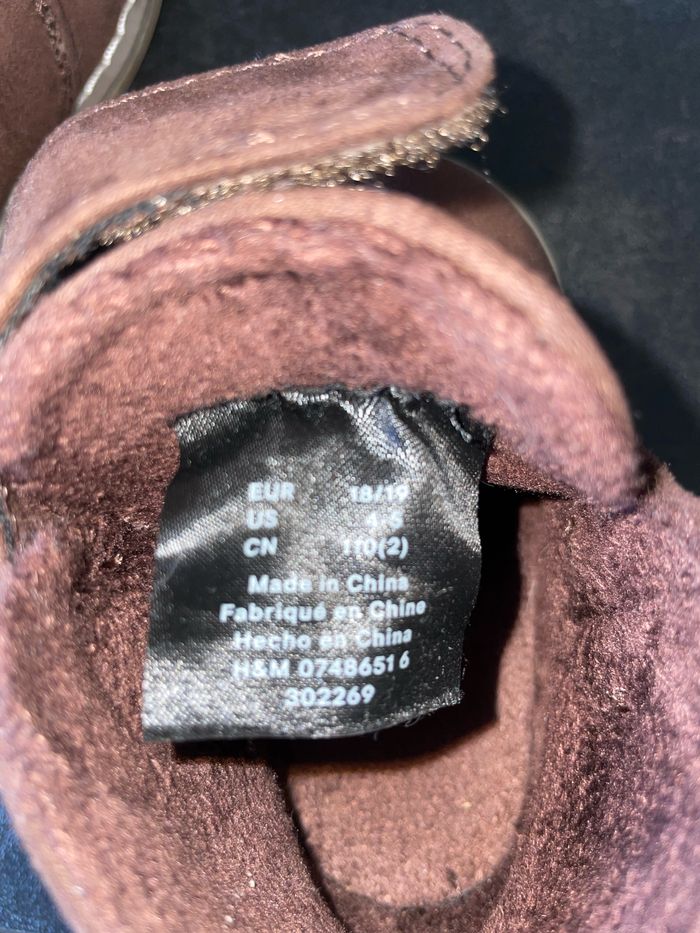 EUR 18/19
US 4-5
CN 110(2)
Made in China
Fabriqué en Chine
Hecho en China
H&M 07486516
302269